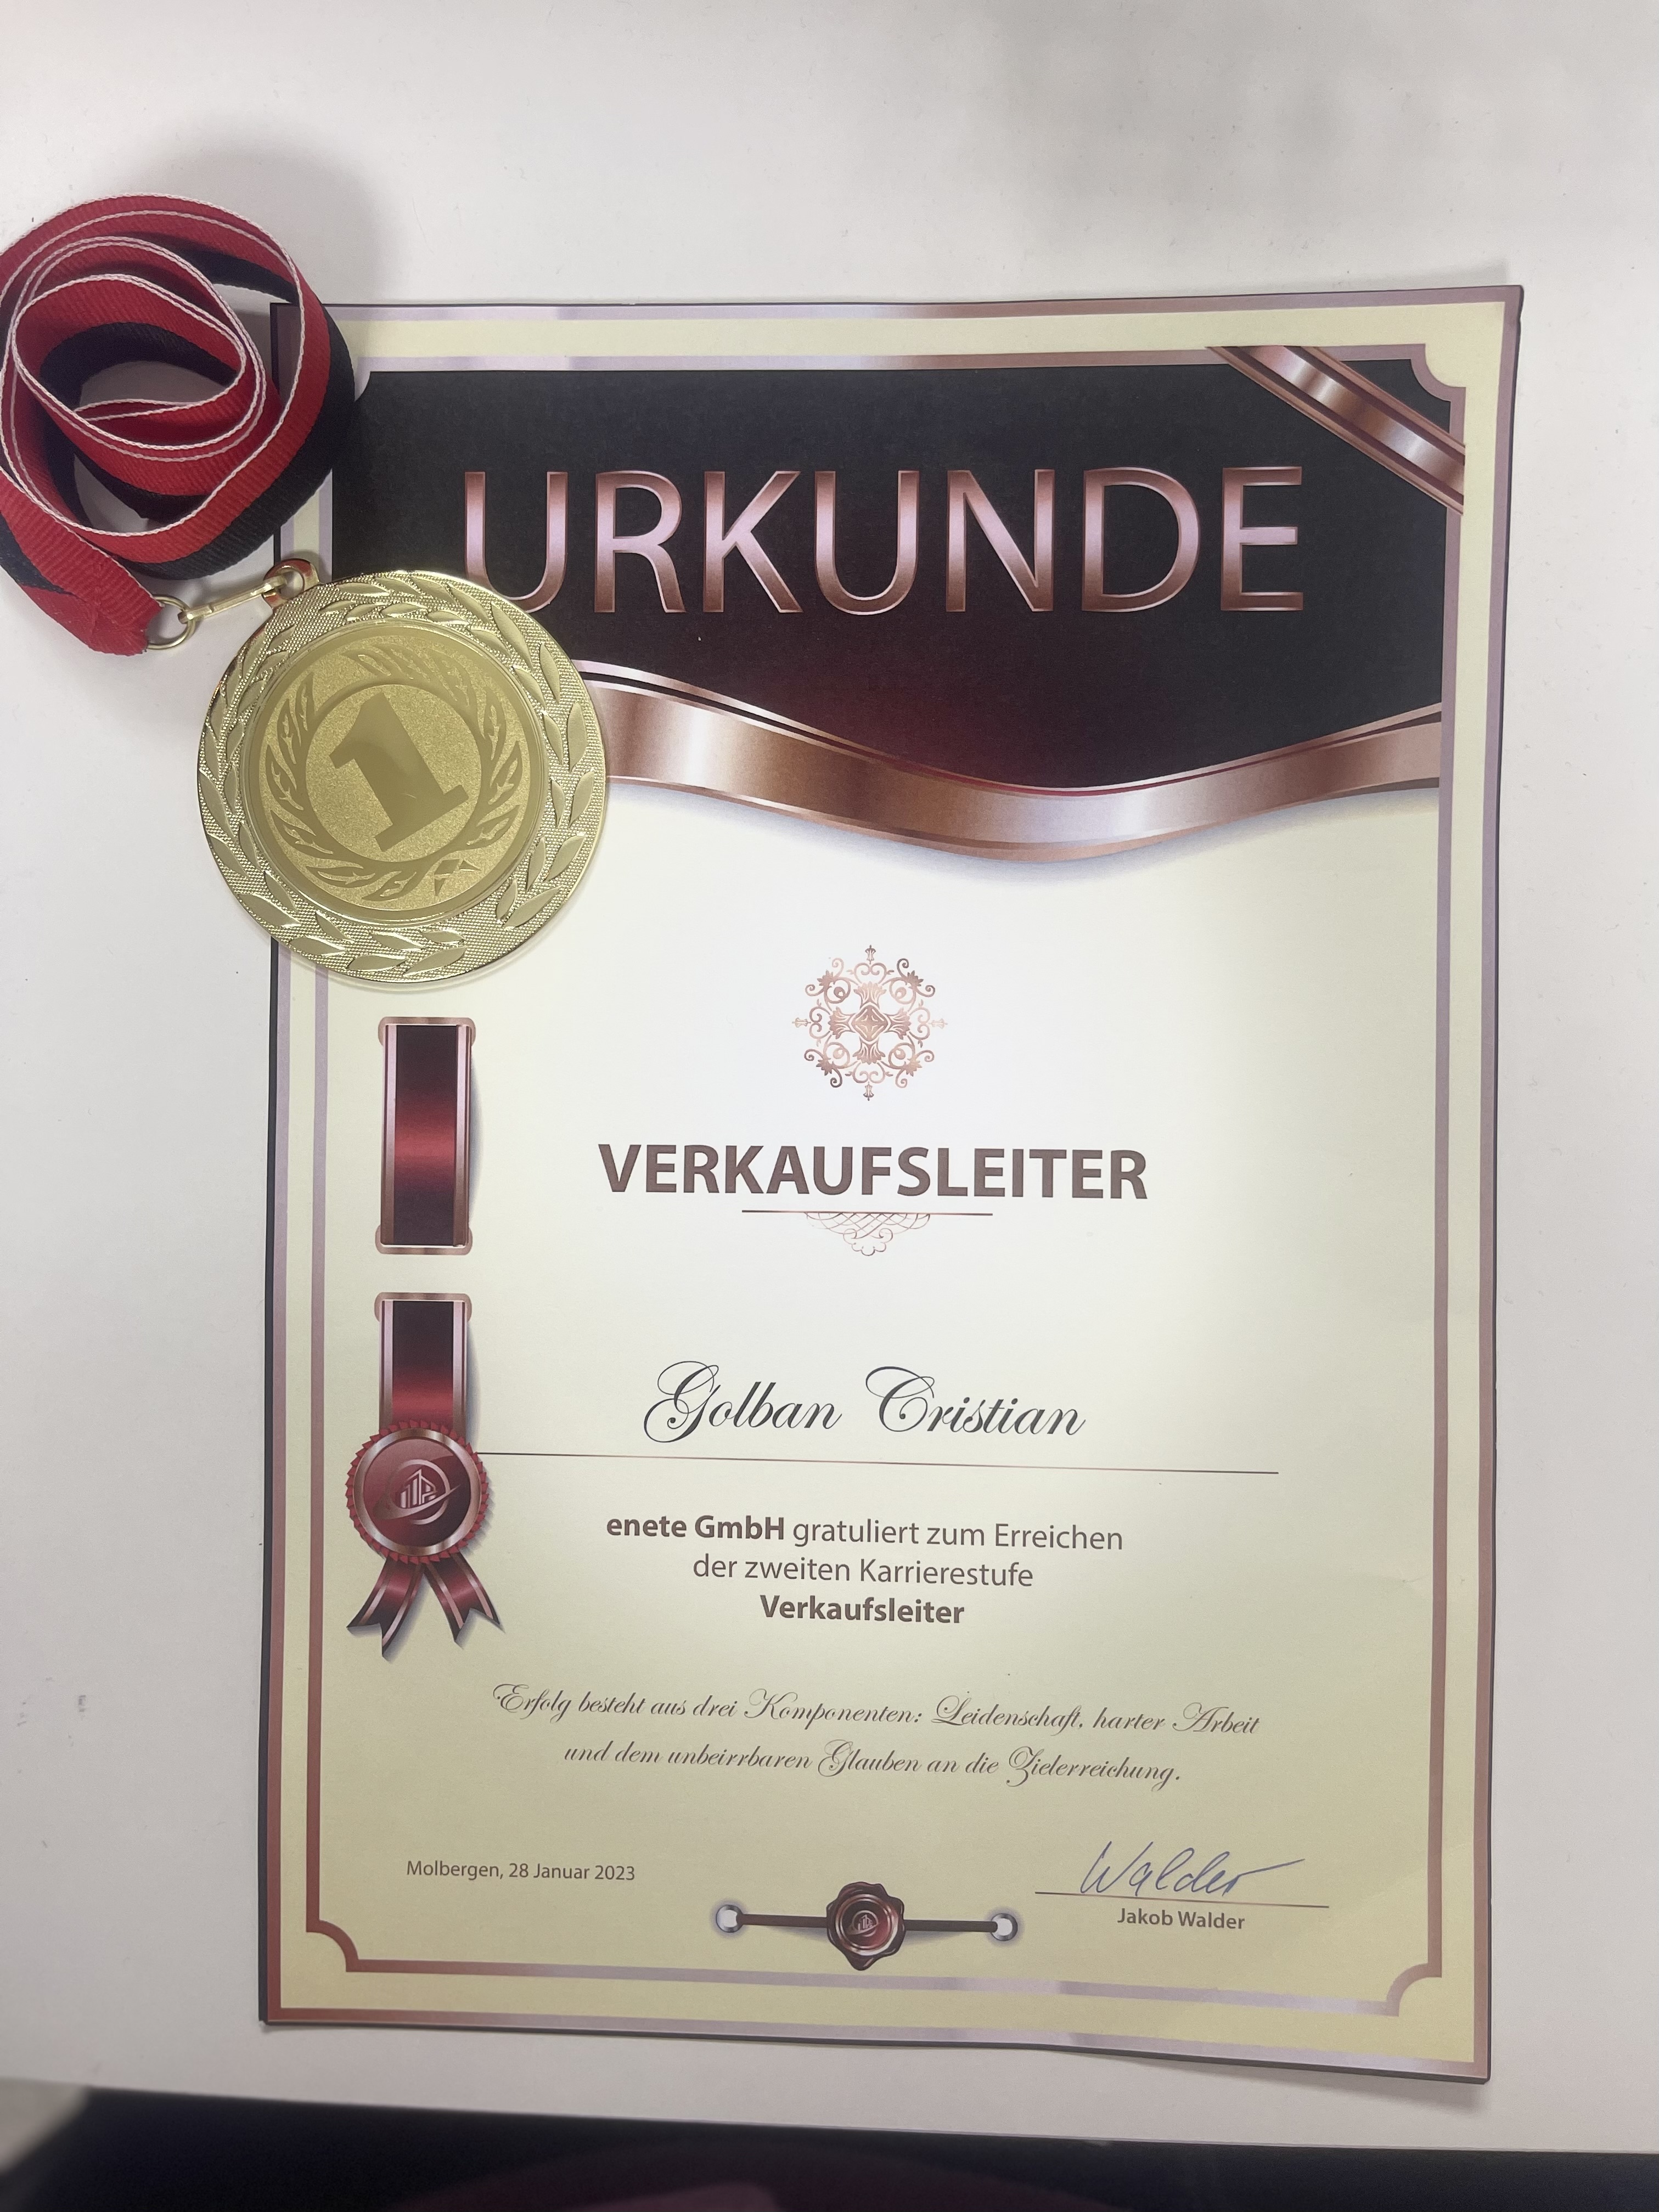 URKUNDE
1
VERKAUFSLEITER
Golban Cristian
enete GmbH gratuliert zum Erreichen
der zweiten Karrierestufe
Verkaufsleiter
Erfolg besteht aus drei Komponenten: Leidenschaft, harter Arbeit
und dem unbeirrbaren Glauben an die Zielerreichung.
Molbergen, 28 Januar 2023
Walder
Jakob Walder